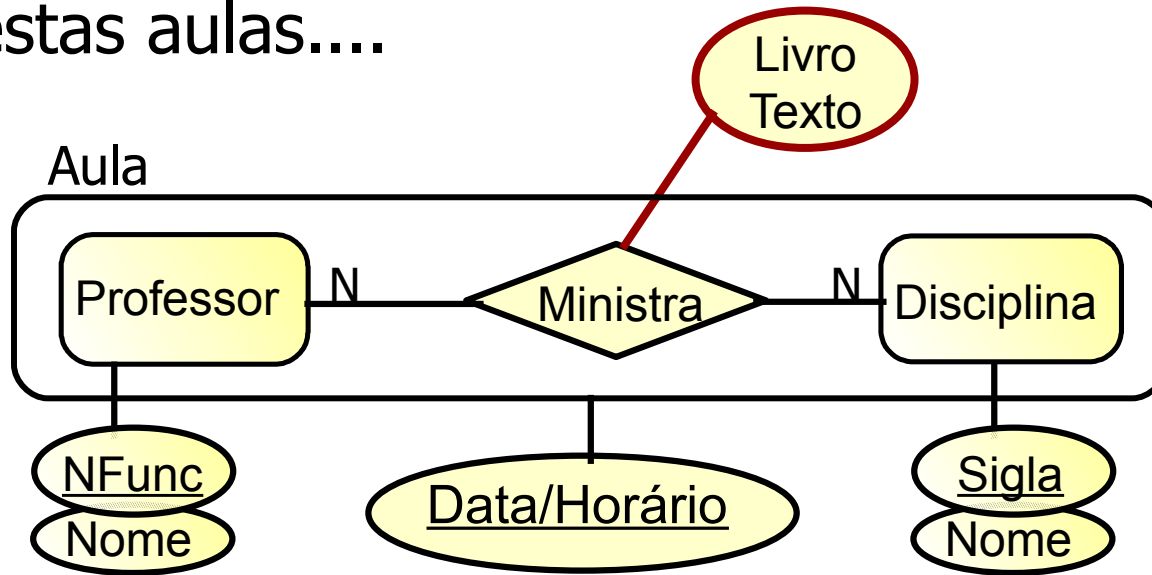 estas aulas....
Livro
Texto
Aula
Professor
N
Ministra
N
Disciplina
NFunc
Nome
Data/Horário
Sigla
Nome